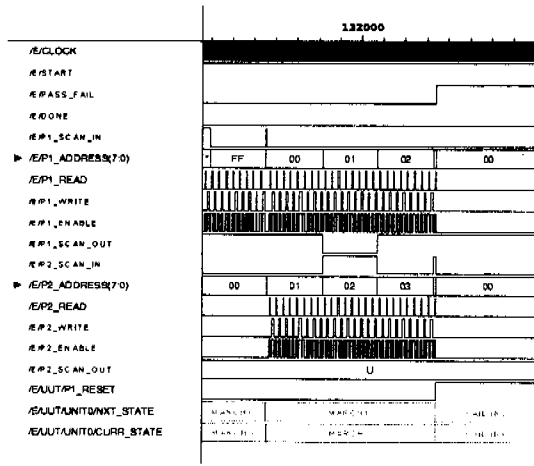 132000
/E/CLOCK
/E/START
/E/PASS_FAIL
/E/DONE
/E/P1_SCAN_IN
/E/P1_ADDRESS(7:0) FF 00 01 02 00
/E/P1_READ
/E/P1_WRITE
/E/P1_ENABLE
/E/P1_SCAN_OUT
/E/P2_SCAN_IN
/E/P2_ADDRESS(7:0) 00 01 02 03 00
/E/P2_READ
/E/P2_WRITE
/E/P2_ENABLE
/E/P2_SCAN_OUT U
/E/UUT/P1_RESET
/E/UUT/UNIT0/NXT_STATE
/E/UUT/UNIT0/CURR_STATE